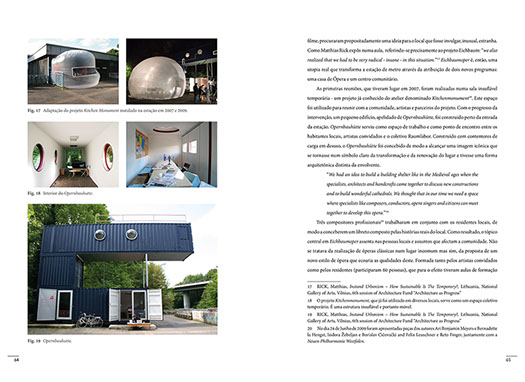 Fig. 17 Adaptação do projeto Kitchen Monument instalado na estação em 2007 e 2009.
Fig. 18 Interior da Opernbauhütte.
Fig. 19 Opernbauhütte.
64
filme, procuraram propositadamente uma ideia para o local que fosse invulgar, inusual, estranha.
Como Matthias Rick expôs numa aula, referindo-se precisamente ao projeto Eichbaum: "we also
realized that we had to be very radical - insane - in this situation."17 Eichbaumoper é, então, uma
utopia real que transforma a estação de metro através da atribuição de dois novos programas:
uma casa de Ópera e um centro comunitário.
As primeiras reuniões, que tiveram lugar em 2007, foram realizadas numa sala insuflável
temporária - um projeto já conhecido do atelier denominado Kitchenmonument18. Este espaço
foi utilizado para reunir com a comunidade, artistas e parceiros do projeto. Com o progresso da
intervenção, um pequeno edifício, apelidado de Opernbauhütte, foi construído perto da entrada
da estação. Opernbauhütte servia como espaço de trabalho e como ponto de encontro entre os
habitantes locais, artistas convidados e o coletivo Raumlabor. Construído com contentores de
carga em desuso, o Opernbauhütte foi concebido de modo a alcançar uma imagem icónica que
se tornasse num símbolo claro da transformação e da renovação do lugar e tivesse uma forma
arquitetónica distinta da envolvente.
"We had an idea to build a building shelter like in the Medieval ages when the
specialists, architects and handcrafts came together to discuss new constructions
and to build wonderful cathedrals. We thought that in our time we need a space
where specialists like composers, conductors, opens singers and citizens can meet
together to develop this opera."19
Três compositores profissionais20 trabalharam em conjunto com os residentes locais, de
modo a conceberem um libreto composto pelas histórias reais do local. Como resultado, o tópico
central em Eichbaumoper assenta nas pessoas locais e assuntos que afectam a comunidade. Não
se tratava da realização de óperas clássicas num lugar incomum mas sim, da proposta de um
novo estilo de ópera que ecoaria as qualidades deste. Formada tanto pelos artistas convidados
como pelos residentes (participaram 60 pessoas), que para o efeito tiveram aulas de formação
17 RICK, Matthias, Instand Urbanism – How Sustainable Is The Temporary?, Lithuania, National
Gallery of Arts, Vilnius, 6th session of Architecture Fund "Architecture as Progress"
18 O projeto Kitchenmonument, que já foi utilizado em diversos locais, serve como um espaço coletivo
temporário. É uma estrutura insuflável e portanto móvel.
19 RICK, Matthias, Instand Urbanism – How Sustainable Is The Temporary?, Lithuania, National
Gallery of Arts, Vilnius, 6th session of Architecture Fund "Architecture as Progress"
20 No dia 24 de Junho de 2009 foram apresentadas peças dos autores Ari Benjamin Meyers e Bernadette
la Hengst, Isidora Žebeljan e Borislav Čičovački and Felix Leuschner e Reto Finger, juntamente com a
Neuen Philharmonie Westfalen.
65